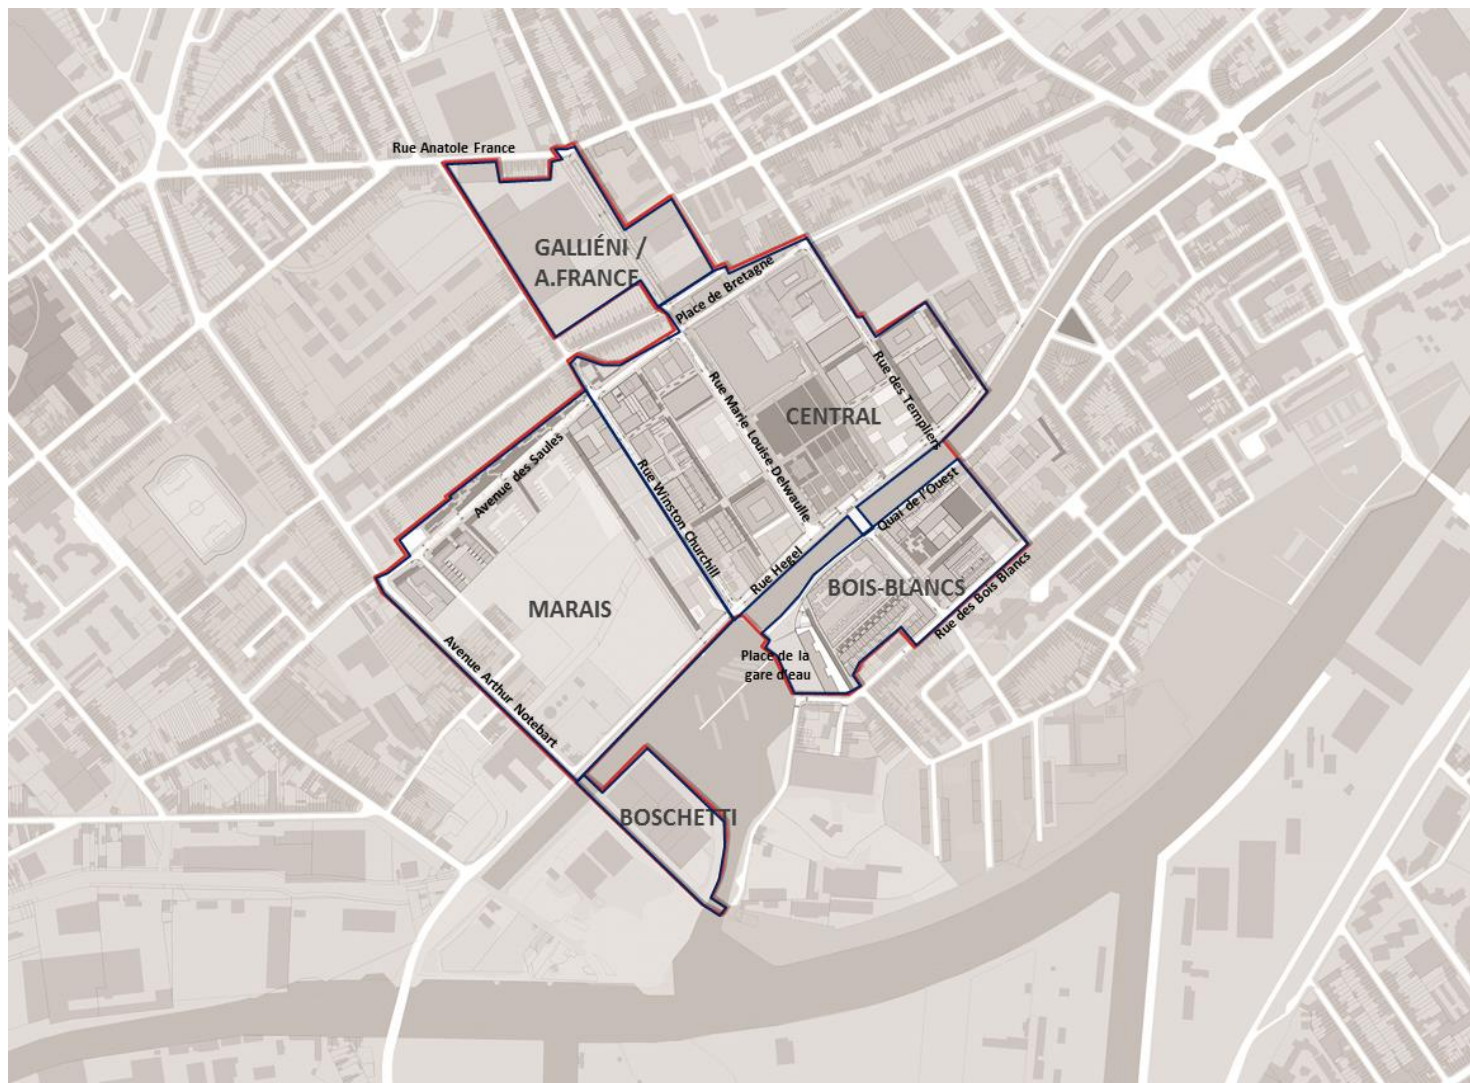 Rue Anatole France
GALLIÉNI /
A.FRANCE
Place de Bretagne
Rue des Templiers
Rue Marie Louise Delwaulle
CENTRAL
Avenue des Saules
Rue Winston Churchill
Quai de l'Ouest
Rue Hegel
BOIS-BLANCS
MARAIS
Rue des Bois Blancs
Avenue Arthur Notebart
Place de la
gare d'eau
BOSCHETTI